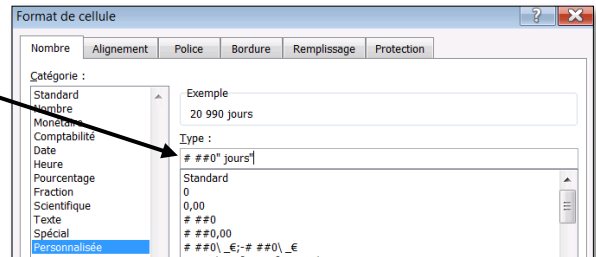 Format de cellule
Nombre Alignement Police Bordure Remplissage Protection
Catégorie :
Standard
Nombre
Monétaire
Comptabilité
Date
Heure
Pourcentage
Fraction
Scientifique
Texte
Spécial
Personnalisée
Exemple
20 990 jours
Type :
# ##0" jours"
Standard
0
0,00
# ##0
# ##0,00
# ##0\ _€;-# ##0\ _€